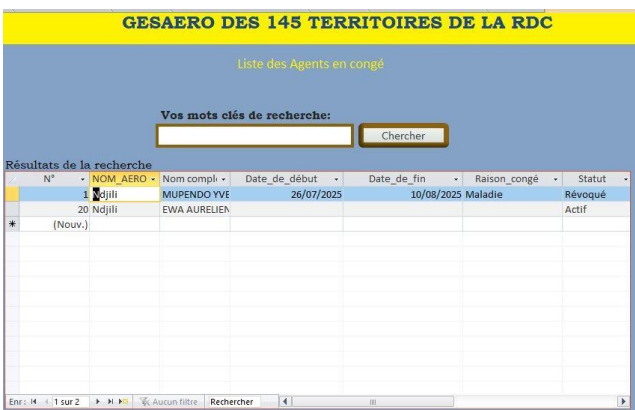 GESAERO DES 145 TERRITOIRES DE LA RDC
Liste des Agents en congé
Vos mots clés de recherche:
Chercher
Résultats de la recherche
N° NOM_AERO Nom compl Date_de_début Date_de_fin Raison_congé Statut
1 Ndjili MUPENDO YVE 26/07/2025 10/08/2025 Maladie Révoqué
20 Ndjili EWA AURELIEN Actif
(Nouv.)
Enr : 1 sur 2 Aucun filtre Rechercher